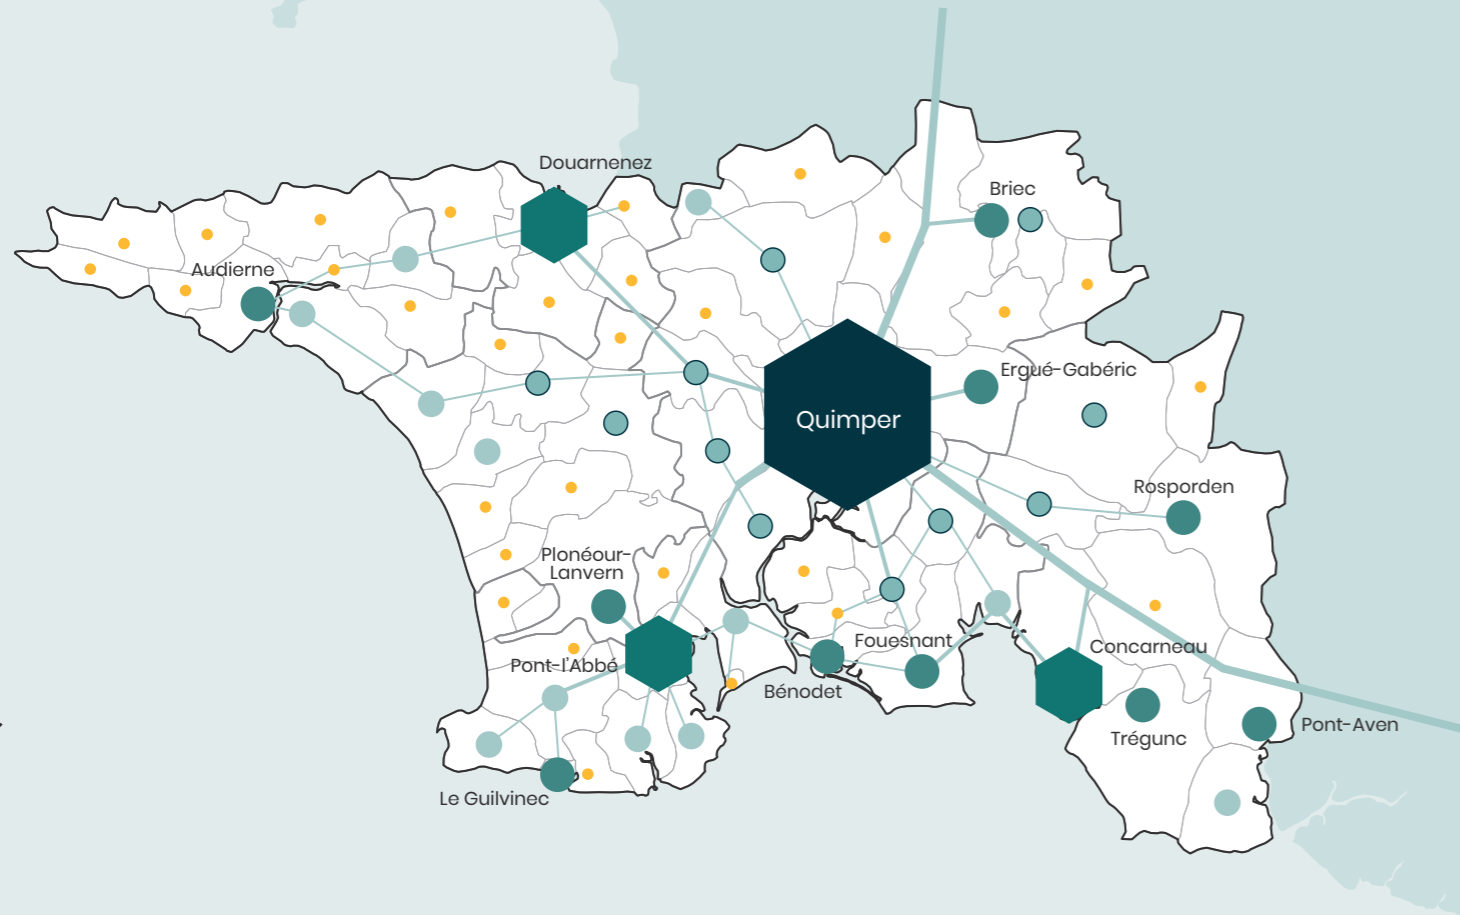 Douarnenez
Briec
Audierne
Ergué-Gabéric
Quimper
Rosporden
Plonéour-
Lanvern
Fouesnant
Concarneau
Pont-l'Abbé
Bénodet
Pont-Aven
Trégunc
Le Guilvinec